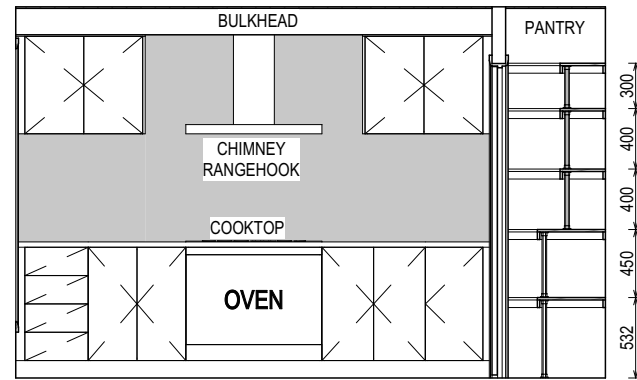 BULKHEAD
PANTRY
CHIMNEY
RANGEHOOK
COOKTOP
OVEN
300
400
400
450
532